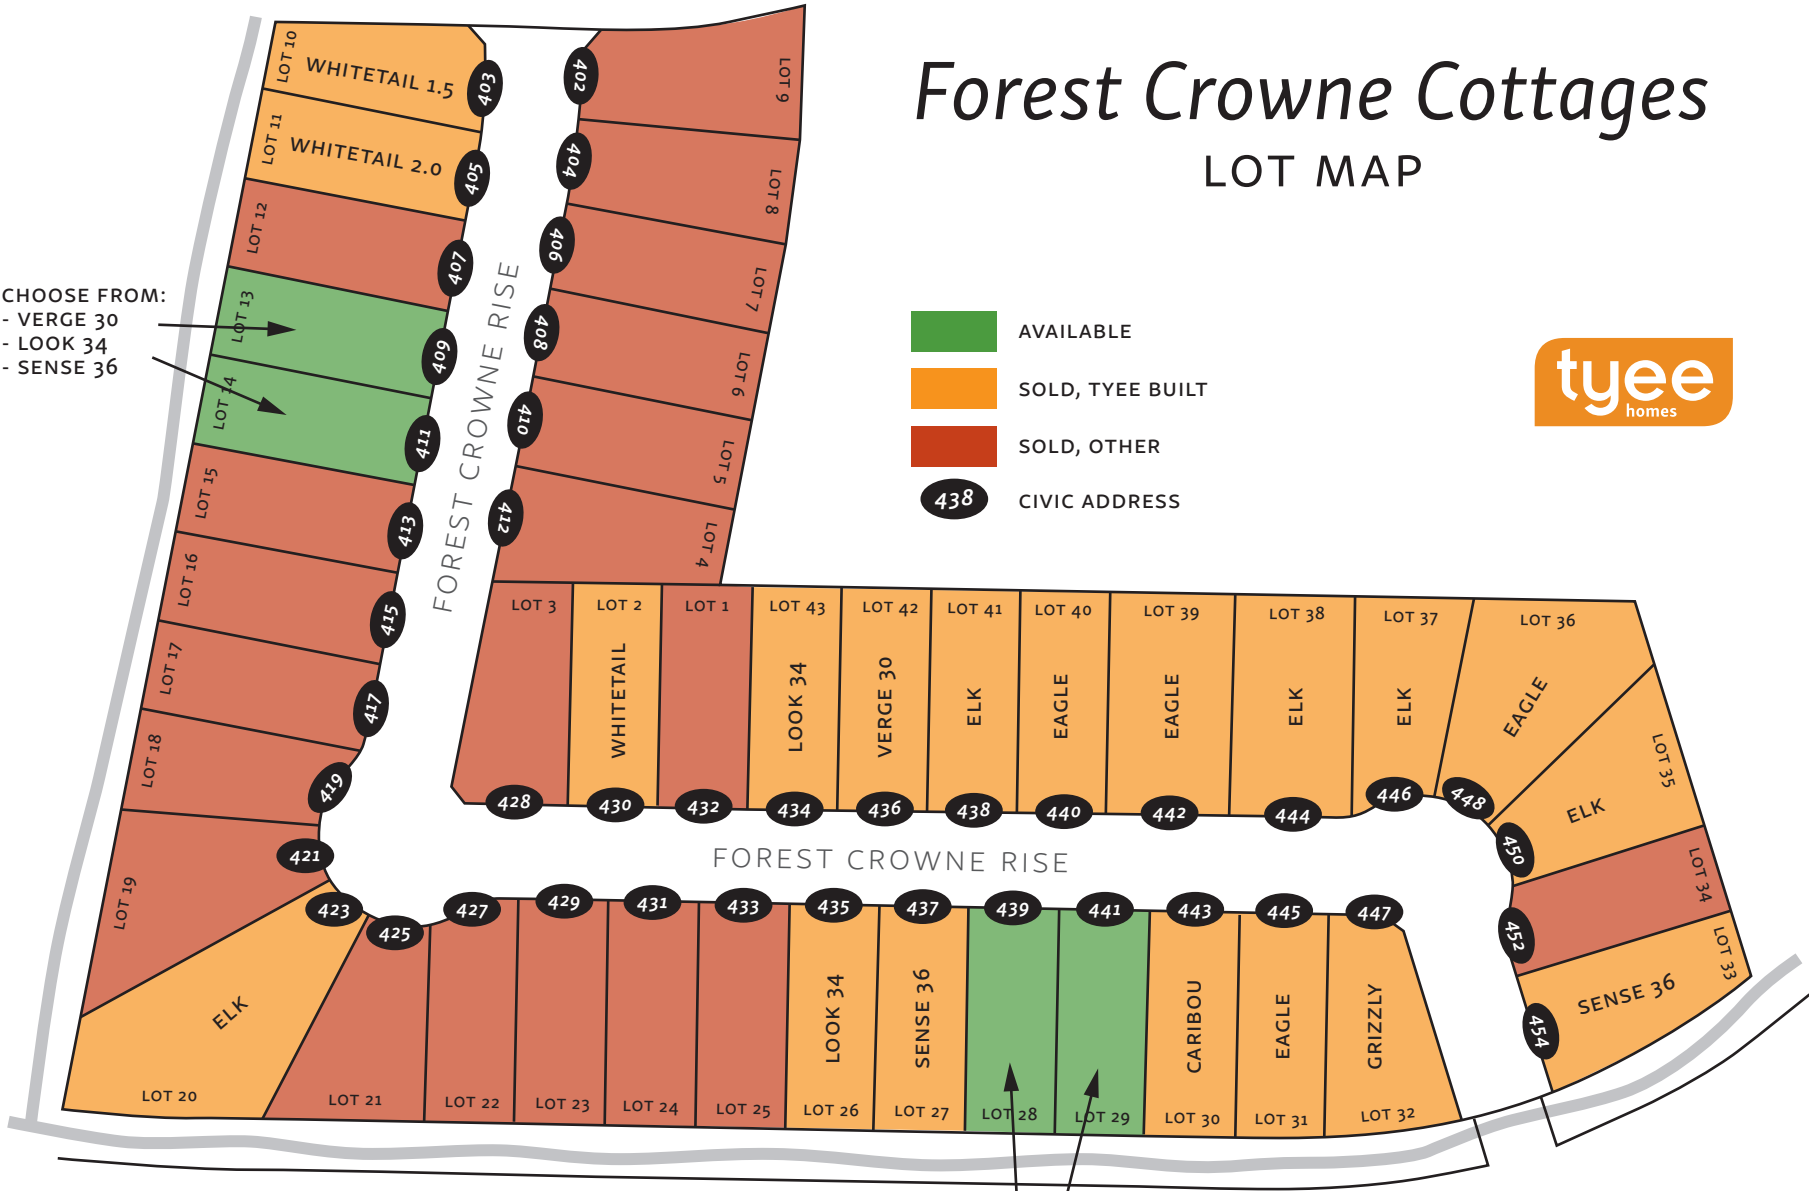 Forest Crowne Cottages
LOT MAP
AVAILABLE
SOLD, TYEE BUILT
SOLD, OTHER
438 CIVIC ADDRESS
tyee
homes
CHOOSE FROM:
- VERGE 30
- LOOK 34
- SENSE 36
LOT 10 WHITETAIL 1.5 403
LOT 11 WHITETAIL 2.0 405
LOT 12 407
LOT 13 409
LOT 14 411
LOT 15 413
LOT 16 415
LOT 17 417
LOT 18 419
LOT 19 421
FOREST CROWNE RISE
402 LOT 9
404 LOT 8
406 LOT 7
408 LOT 6
410 LOT 5
412 LOT 4
LOT 3 428
LOT 2 WHITETAIL 430
LOT 1 432
LOT 43 LOOK 34 434
LOT 42 VERGE 30 436
LOT 41 ELK 438
LOT 40 EAGLE 440
LOT 39 EAGLE 442
LOT 38 ELK 444
LOT 37 ELK 446
LOT 36 EAGLE 448
LOT 35 ELK 450
LOT 34 452
LOT 33 SENSE 36 454
FOREST CROWNE RISE
423 ELK LOT 20
425 LOT 21
427 LOT 22
429 LOT 23
431 LOT 24
433 LOT 25
435 LOOK 34 LOT 26
437 SENSE 36 LOT 27
439 LOT 28
441 LOT 29
443 CARIBOU LOT 30
445 EAGLE LOT 31
447 GRIZZLY LOT 32